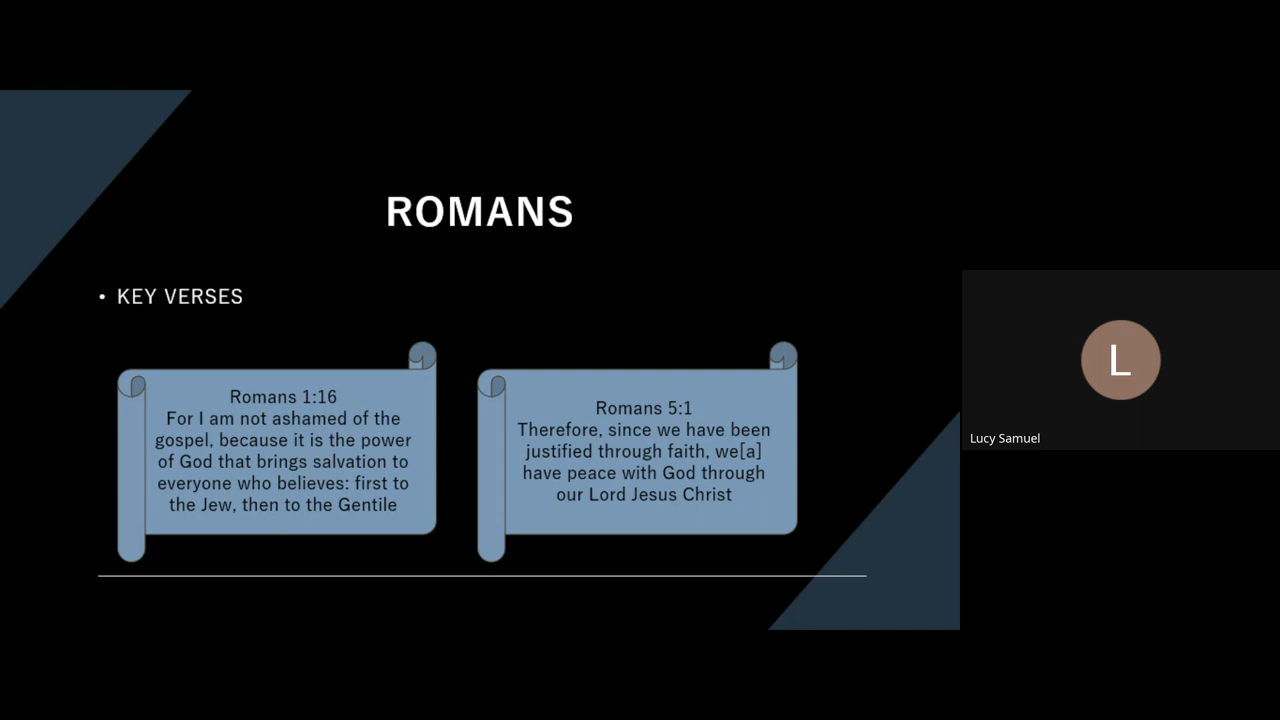 ROMANS
• KEY VERSES
Romans 1:16
For I am not ashamed of the
gospel, because it is the power
of God that brings salvation to
everyone who believes: first to
the Jew, then to the Gentile
Romans 5:1
Therefore, since we have been
justified through faith, we[a]
have peace with God through
our Lord Jesus Christ
L
Lucy Samuel